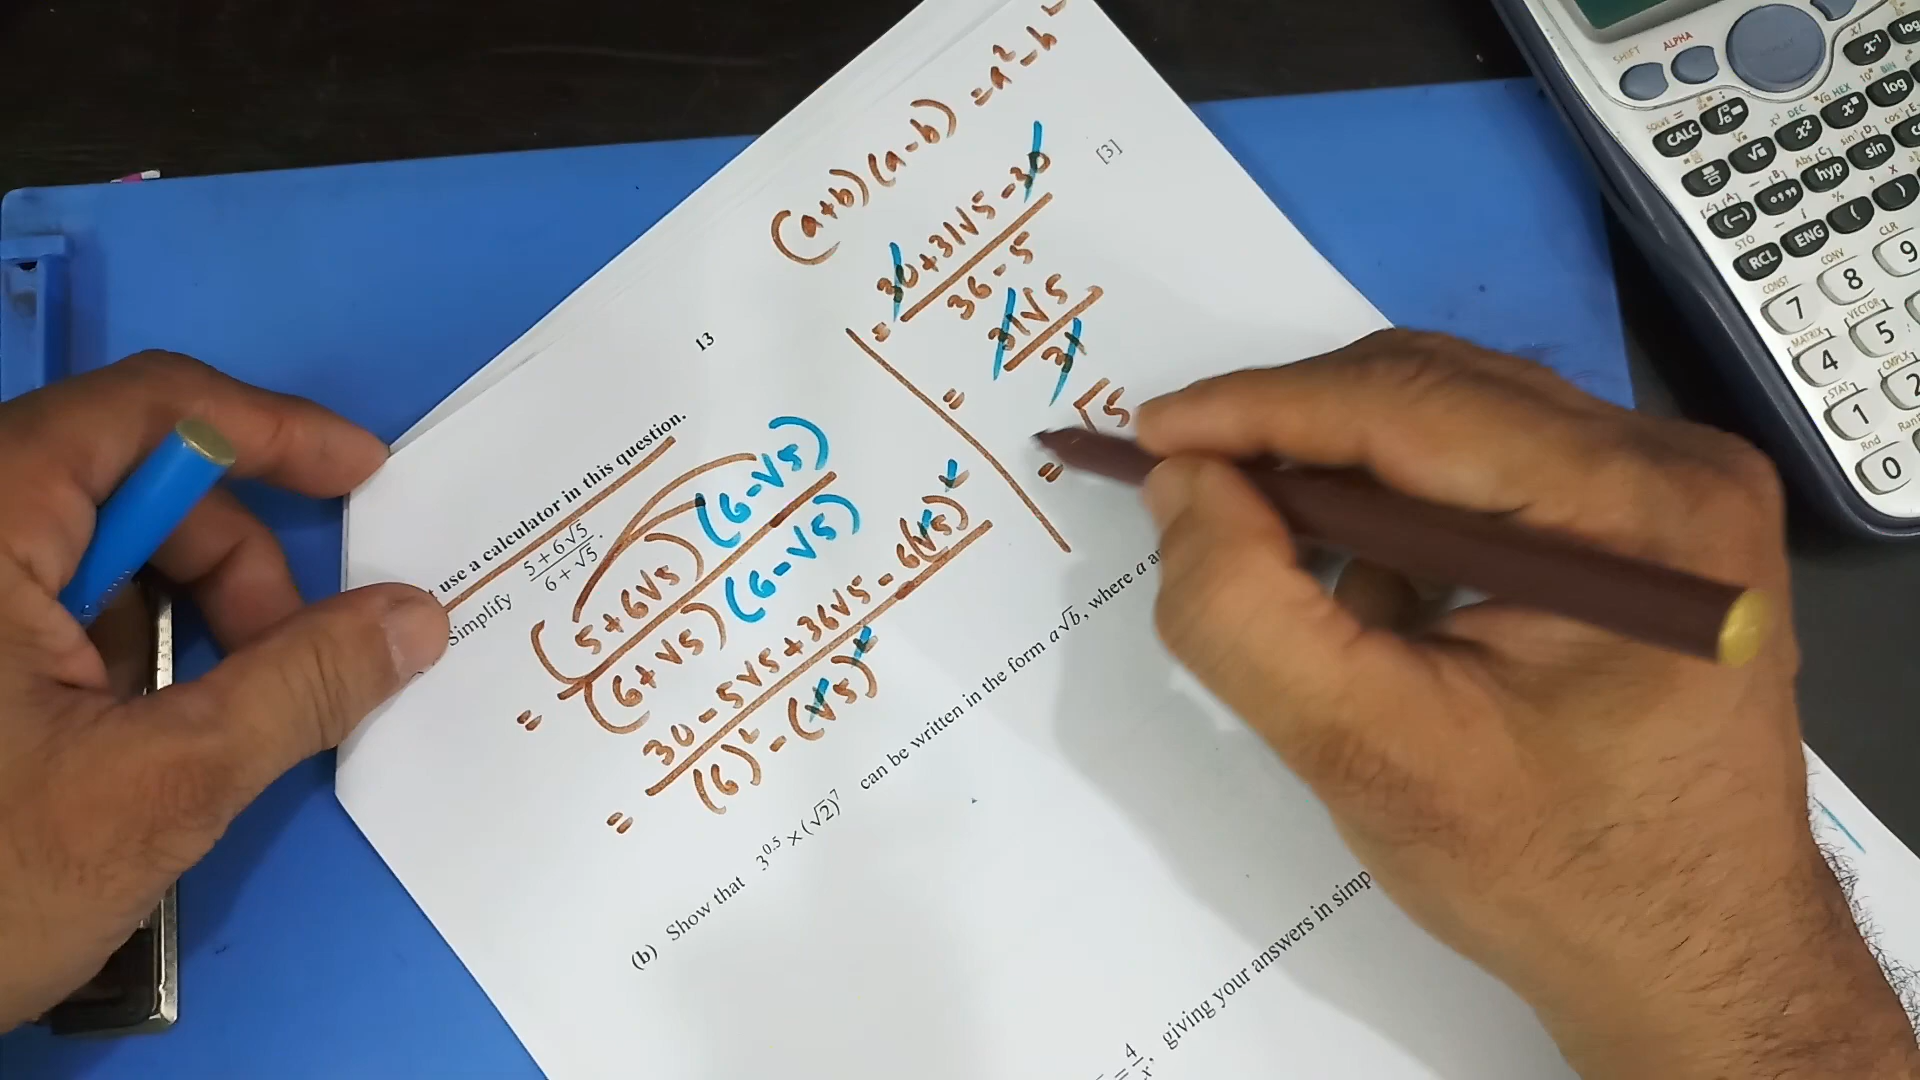 13
use a calculator in this question.
Simplify (5 + 6√5)/(6 + √5).
[3]
= (5+6√5)(6-√5) / (6+√5)(6-√5)
= 30 - 5√5 + 36√5 - 6(√5)² / (6)² - (√5)²
(a+b)(a-b) = a² - b²
= 30 + 31√5 - 30 / 36 - 5
= 31√5 / 31
= √5
(b) Show that 3^0.5 × (√2)^7 can be written in the form a√b, where a
= 4/x, giving your answers in
SHIFT ALPHA
SOLVE =
CALC x² log x⁻¹
hyp sin
RCL ENG ( )
STO CLR
CONST CONV
7 8 9
MATRIX VECTOR
4 5
STAT CMPLX
1 2
Rnd
0